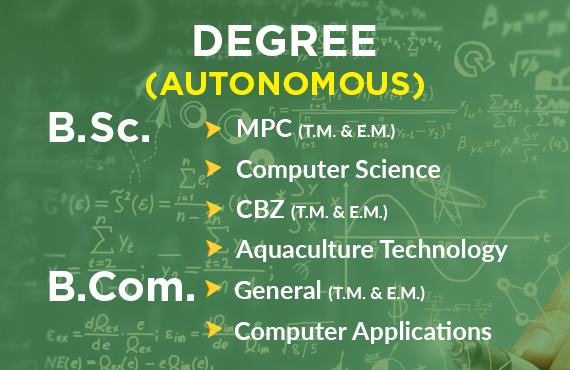 DEGREE
(AUTONOMOUS)
B.Sc.
MPC (T.M. & E.M.)
Computer Science
CBZ (T.M. & E.M.)
Aquaculture Technology
B.Com.
General (T.M. & E.M.)
Computer Applications